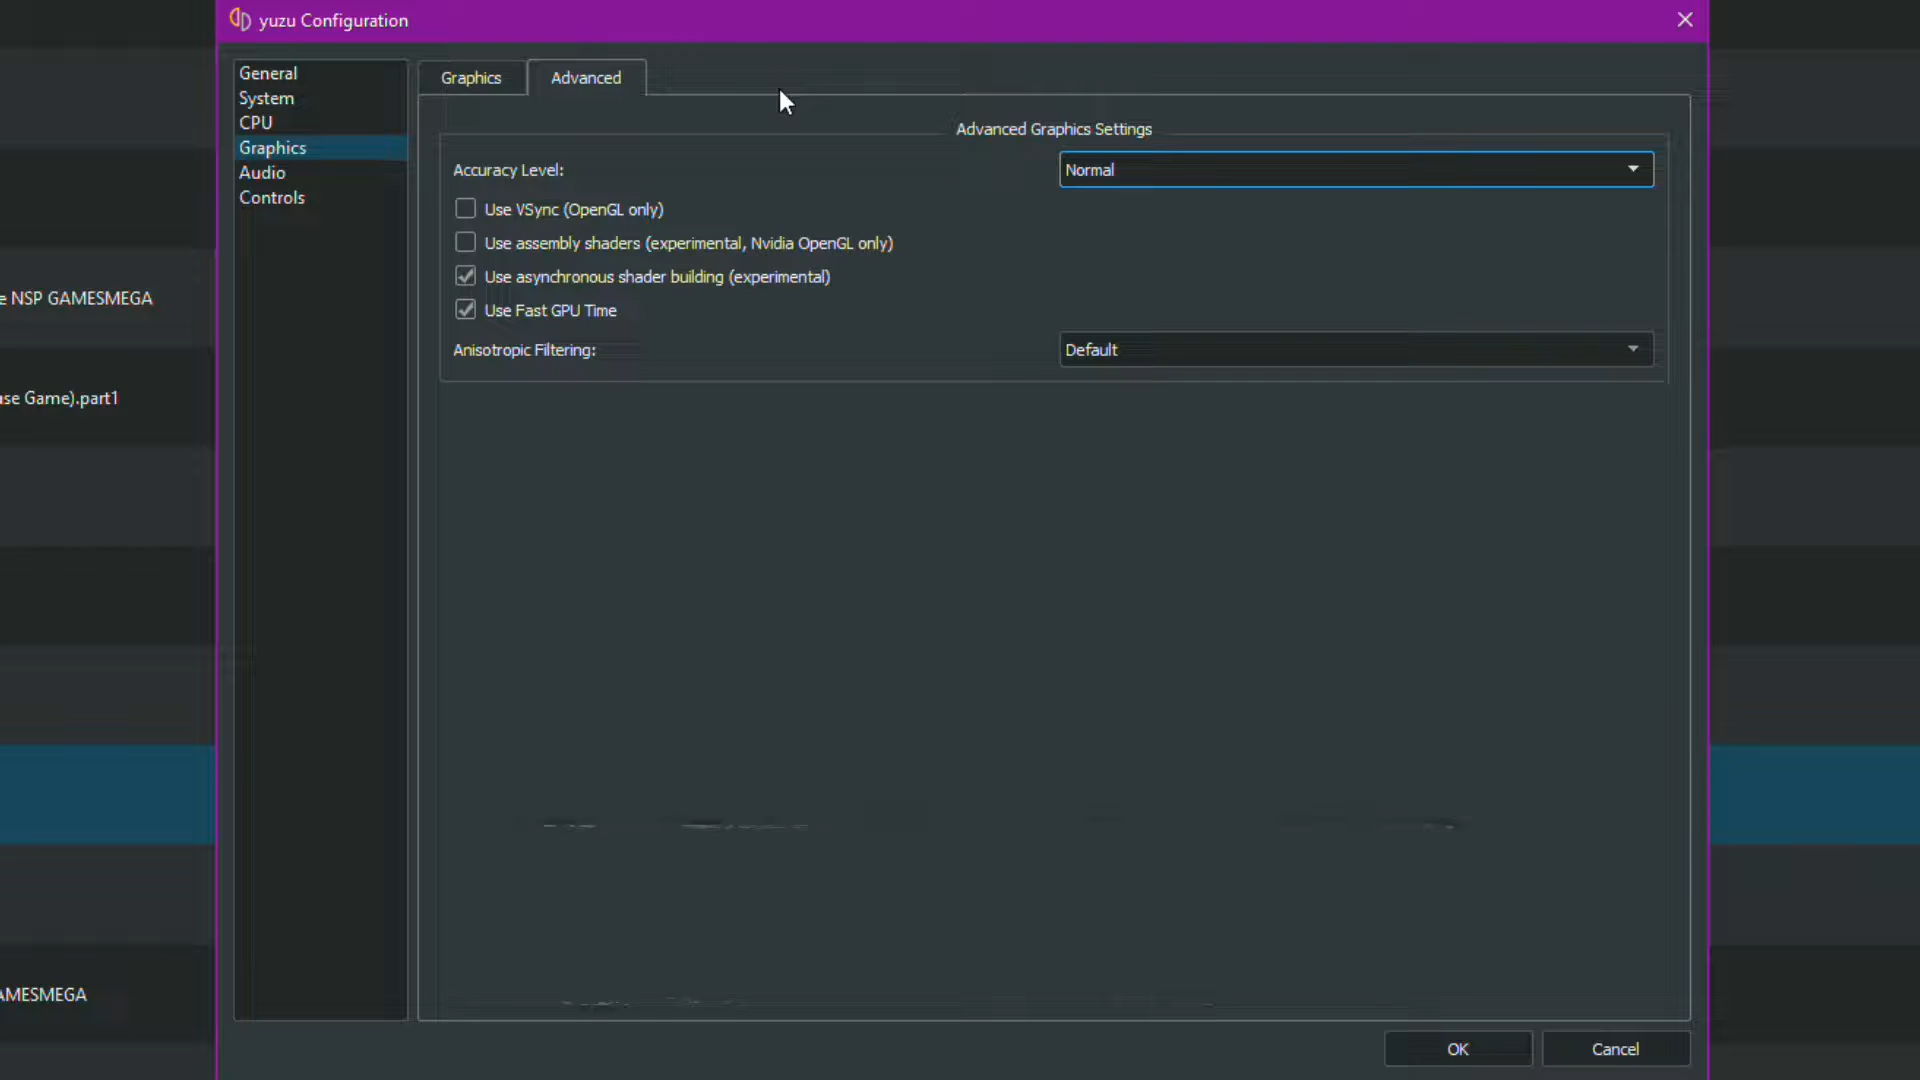 yuzu Configuration
General
System
CPU
Graphics
Audio
Controls
Graphics
Advanced
Advanced Graphics Settings
Accuracy Level:
Normal
Use VSync (OpenGL only)
Use assembly shaders (experimental, Nvidia OpenGL only)
Use asynchronous shader building (experimental)
Use Fast GPU Time
Anisotropic Filtering:
Default
e NSP GAMESMEGA
ase Game).part1
AMESMEGA
OK
Cancel